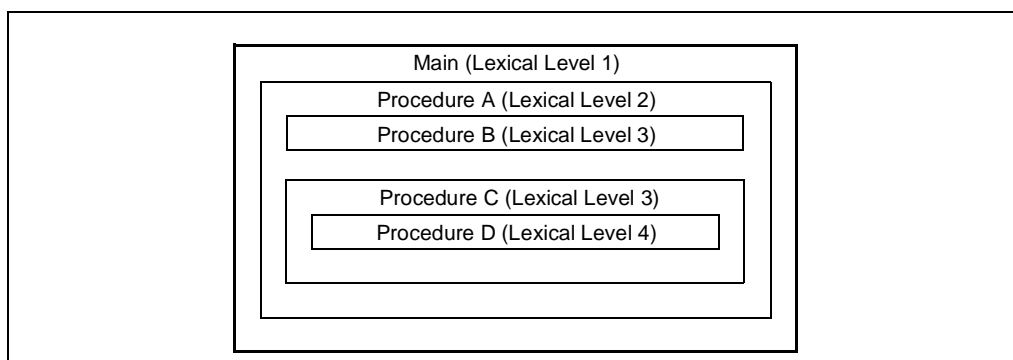 Main (Lexical Level 1)
Procedure A (Lexical Level 2)
Procedure B (Lexical Level 3)
Procedure C (Lexical Level 3)
Procedure D (Lexical Level 4)